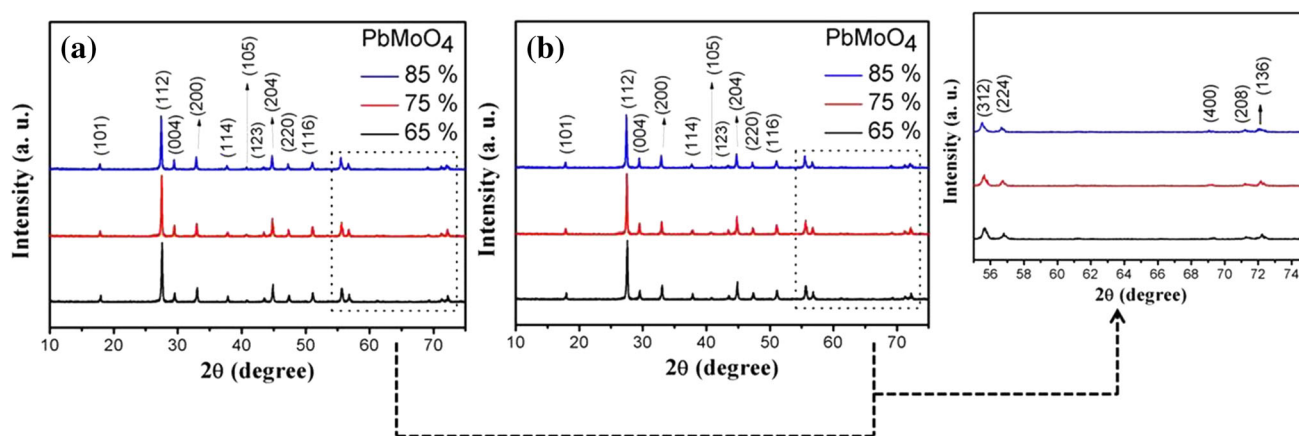 (a)
PbMoO₄
85 %
75 %
65 %
(101)
(112)
(004)
(200)
(114)
(105)
(123)
(204)
(220)
(116)
Intensity (a. u.)
10 20 30 40 50 60 70
2θ (degree)
(b)
PbMoO₄
85 %
75 %
65 %
(101)
(112)
(004)
(200)
(114)
(105)
(123)
(204)
(220)
(116)
Intensity (a. u.)
10 20 30 40 50 60 70
2θ (degree)
(312)
(224)
(400)
(208)
(136)
Intensity (a. u.)
56 58 60 62 64 66 68 70 72 74
2θ (degree)